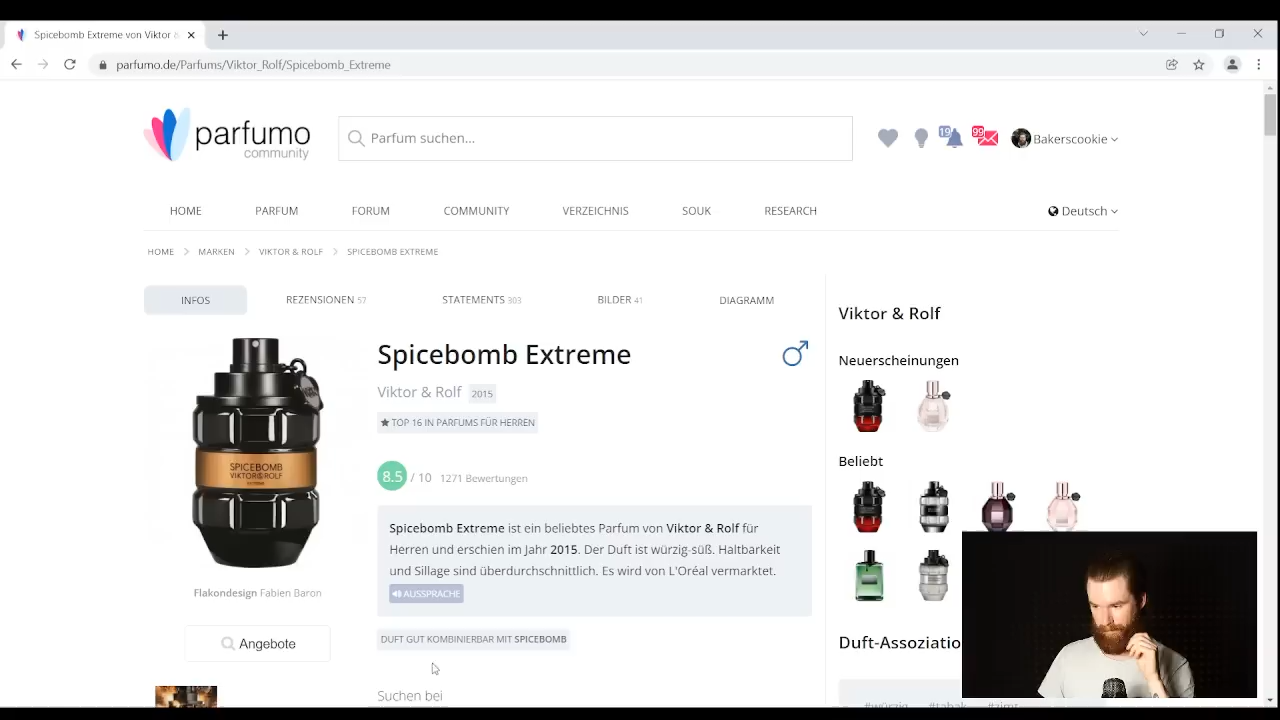 Spicebomb Extreme von Viktor &
parfumo.de/Parfums/Viktor_Rolf/Spicebomb_Extreme
parfumo
community
Parfum suchen...
19
99
Bakerscookie
HOME
PARFUM
FORUM
COMMUNITY
VERZEICHNIS
SOUK
RESEARCH
Deutsch
HOME
MARKEN
VIKTOR & ROLF
SPICEBOMB EXTREME
INFOS
REZENSIONEN 57
STATEMENTS 303
BILDER 41
DIAGRAMM
SPICEBOMB
VIKTOR&ROLF
Flakondesign Fabien Baron
Angebote
Spicebomb Extreme
Viktor & Rolf 2015
TOP 16 IN PARFUMS FÜR HERREN
8.5 / 10 1271 Bewertungen
Spicebomb Extreme ist ein beliebtes Parfum von Viktor & Rolf für
Herren und erschien im Jahr 2015. Der Duft ist würzig-süß. Haltbarkeit
und Sillage sind überdurchschnittlich. Es wird von L'Oréal vermarktet.
AUSSPRACHE
DUFT GUT KOMBINIERBAR MIT SPICEBOMB
Suchen bei
Viktor & Rolf
Neuerscheinungen
Beliebt
Duft-Assoziatio
#würzig #tabak #zimt